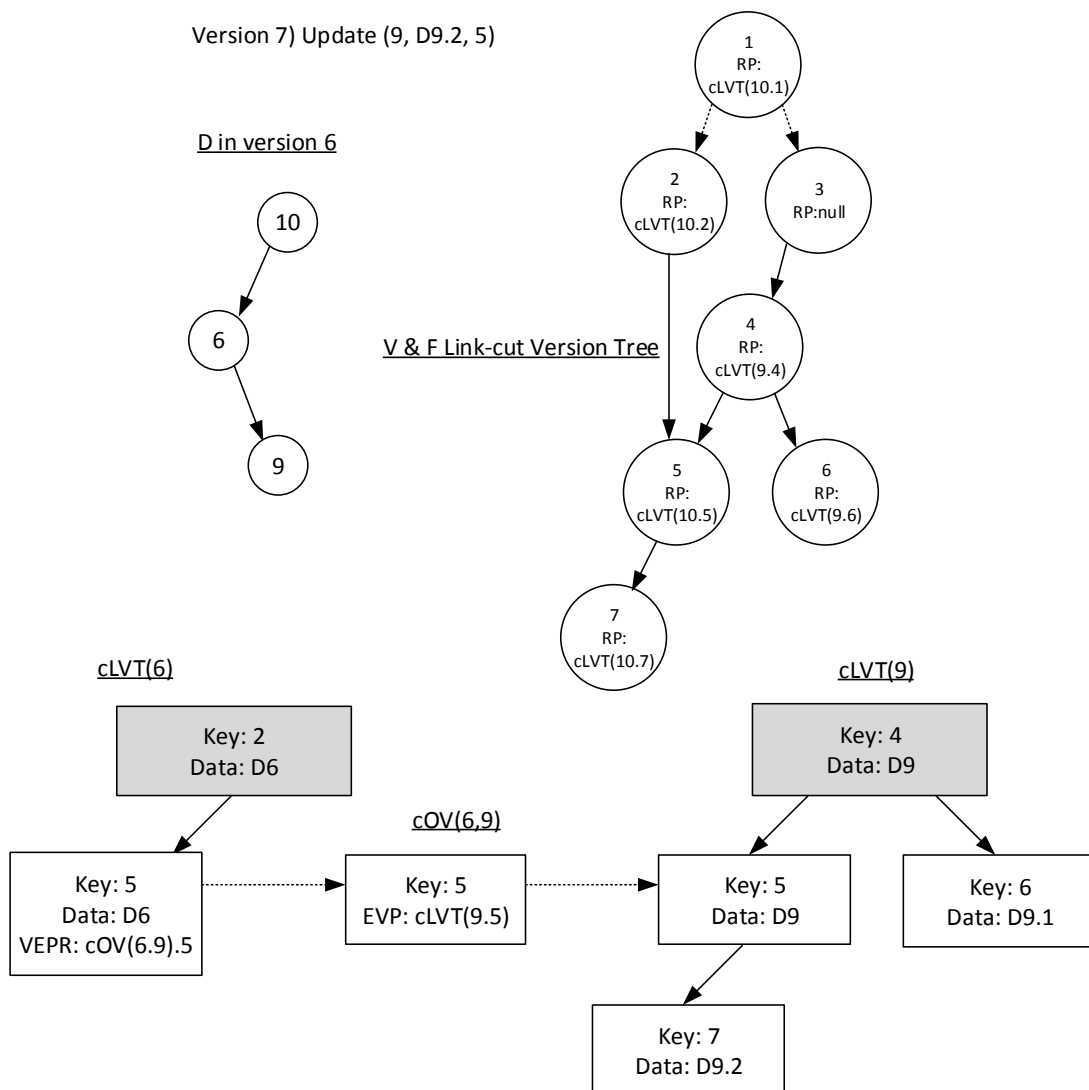 Version 7) Update (9, D9.2, 5)
1
RP:
cLVT(10.1)
D in version 6
2
RP:
cLVT(10.2)
3
RP:null
10
6
9
V & F Link-cut Version Tree
4
RP:
cLVT(9.4)
5
RP:
cLVT(10.5)
6
RP:
cLVT(9.6)
7
RP:
cLVT(10.7)
cLVT(6)
Key: 2
Data: D6
cLVT(9)
Key: 4
Data: D9
cOV(6,9)
Key: 5
Data: D6
VEPR: cOV(6.9).5
Key: 5
EVP: cLVT(9.5)
Key: 5
Data: D9
Key: 6
Data: D9.1
Key: 7
Data: D9.2